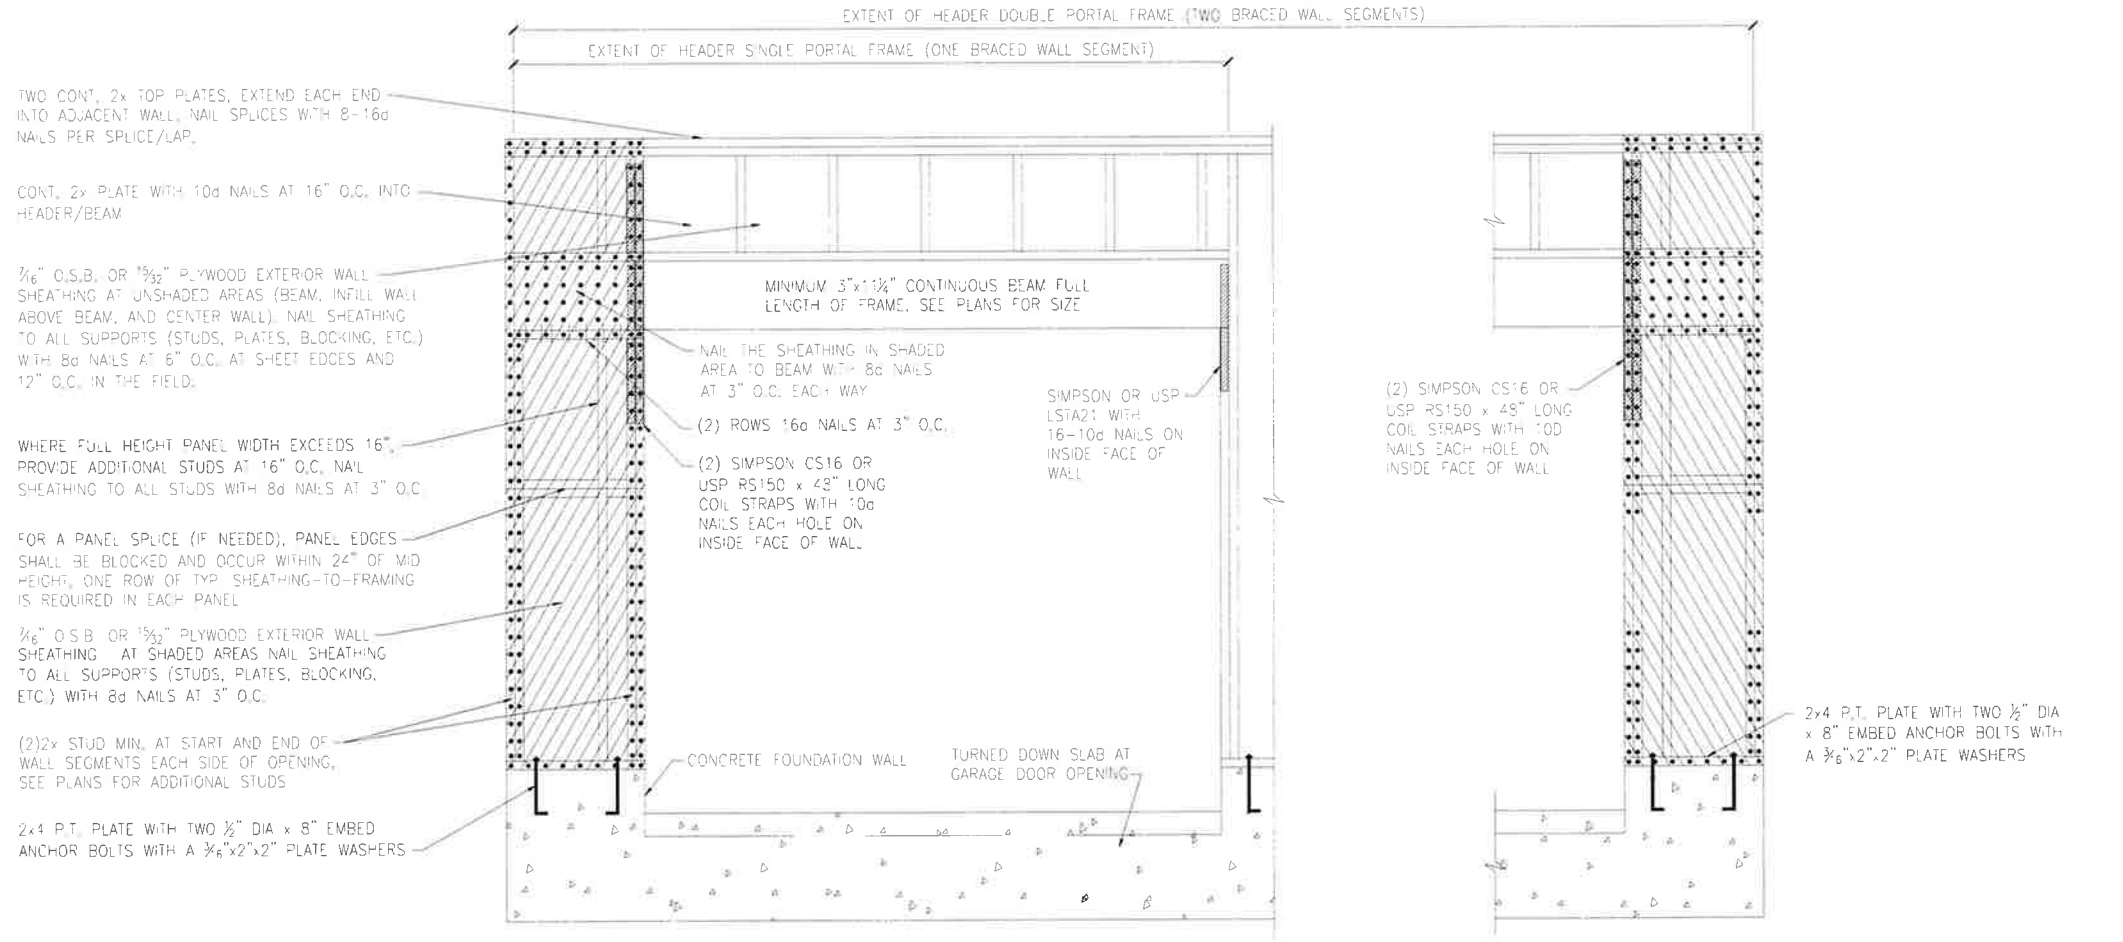 EXTENT OF HEADER DOUBLE PORTAL FRAME (TWO BRACED WALL SEGMENTS)
EXTENT OF HEADER SINGLE PORTAL FRAME (ONE BRACED WALL SEGMENT)
TWO CONT. 2x TOP PLATES, EXTEND EACH END
INTO ADJACENT WALL, NAIL SPLICES WITH 8-16d
NAILS PER SPLICE/LAP.
CONT. 2x PLATE WITH 10d NAILS AT 16" O.C. INTO
HEADER/BEAM
7/16" O.S.B. OR 15/32" PLYWOOD EXTERIOR WALL
SHEATHING AT UNSHADED AREAS (BEAM, INFILL WALL
ABOVE BEAM, AND CENTER WALL). NAIL SHEATHING
TO ALL SUPPORTS (STUDS, PLATES, BLOCKING, ETC.)
WITH 8d NAILS AT 6" O.C. AT SHEET EDGES AND
12" O.C. IN THE FIELD.
WHERE FULL HEIGHT PANEL WIDTH EXCEEDS 16",
PROVIDE ADDITIONAL STUDS AT 16" O.C. NAIL
SHEATHING TO ALL STUDS WITH 8d NAILS AT 3" O.C
FOR A PANEL SPLICE (IF NEEDED), PANEL EDGES
SHALL BE BLOCKED AND OCCUR WITHIN 24" OF MID
HEIGHT. ONE ROW OF TYP. SHEATHING-TO-FRAMING
IS REQUIRED IN EACH PANEL
7/16" O.S.B OR 15/32" PLYWOOD EXTERIOR WALL
SHEATHING AT SHADED AREAS NAIL SHEATHING
TO ALL SUPPORTS (STUDS, PLATES, BLOCKING,
ETC.) WITH 8d NAILS AT 3" O.C.
(2)2x STUD MIN. AT START AND END OF
WALL SEGMENTS EACH SIDE OF OPENING,
SEE PLANS FOR ADDITIONAL STUDS
2x4 P.T. PLATE WITH TWO 1/2" DIA x 8" EMBED
ANCHOR BOLTS WITH A 3/16"x2"x2" PLATE WASHERS
MINIMUM 3"x11 1/4" CONTINUOUS BEAM FULL
LENGTH OF FRAME. SEE PLANS FOR SIZE
NAIL THE SHEATHING IN SHADED
AREA TO BEAM WITH 8d NAILS
AT 3" O.C. EACH WAY
(2) ROWS 16d NAILS AT 3" O.C.
(2) SIMPSON CS16 OR
USP RS150 x 48" LONG
COIL STRAPS WITH 10d
NAILS EACH HOLE ON
INSIDE FACE OF WALL
SIMPSON OR USP
LSTA21 WITH
16-10d NAILS ON
INSIDE FACE OF
WALL
CONCRETE FOUNDATION WALL
TURNED DOWN SLAB AT
GARAGE DOOR OPENING
(2) SIMPSON CS16 OR
USP RS150 x 48" LONG
COIL STRAPS WITH 10D
NAILS EACH HOLE ON
INSIDE FACE OF WALL
2x4 P.T. PLATE WITH TWO 1/2" DIA
x 8" EMBED ANCHOR BOLTS WITH
A 3/16"x2"x2" PLATE WASHERS